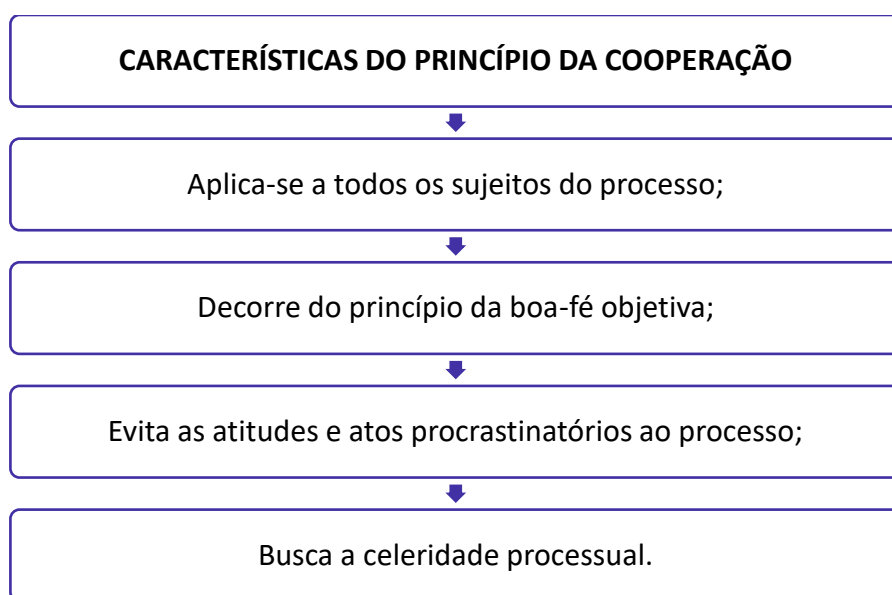 CARACTERÍSTICAS DO PRINCÍPIO DA COOPERAÇÃO
Aplica-se a todos os sujeitos do processo;
Decorre do princípio da boa-fé objetiva;
Evita as atitudes e atos procrastinatórios ao processo;
Busca a celeridade processual.